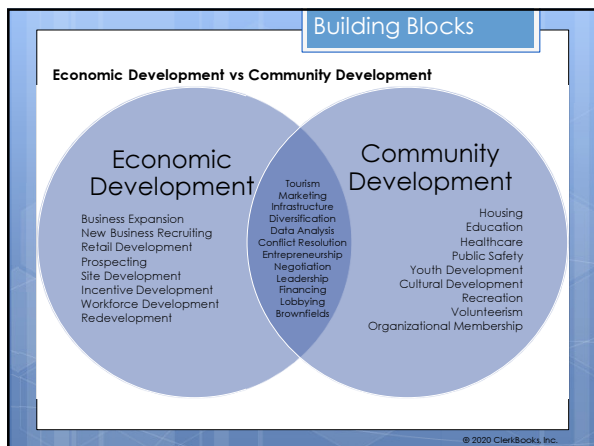 Building Blocks
Economic Development vs Community Development
Economic
Development
Business Expansion
New Business Recruiting
Retail Development
Prospecting
Site Development
Incentive Development
Workforce Development
Redevelopment
Tourism
Marketing
Infrastructure
Diversification
Data Analysis
Conflict Resolution
Entrepreneurship
Negotiation
Leadership
Financing
Lobbying
Brownfields
Community
Development
Housing
Education
Healthcare
Public Safety
Youth Development
Cultural Development
Recreation
Volunteerism
Organizational Membership
© 2020 ClerkBooks, Inc.